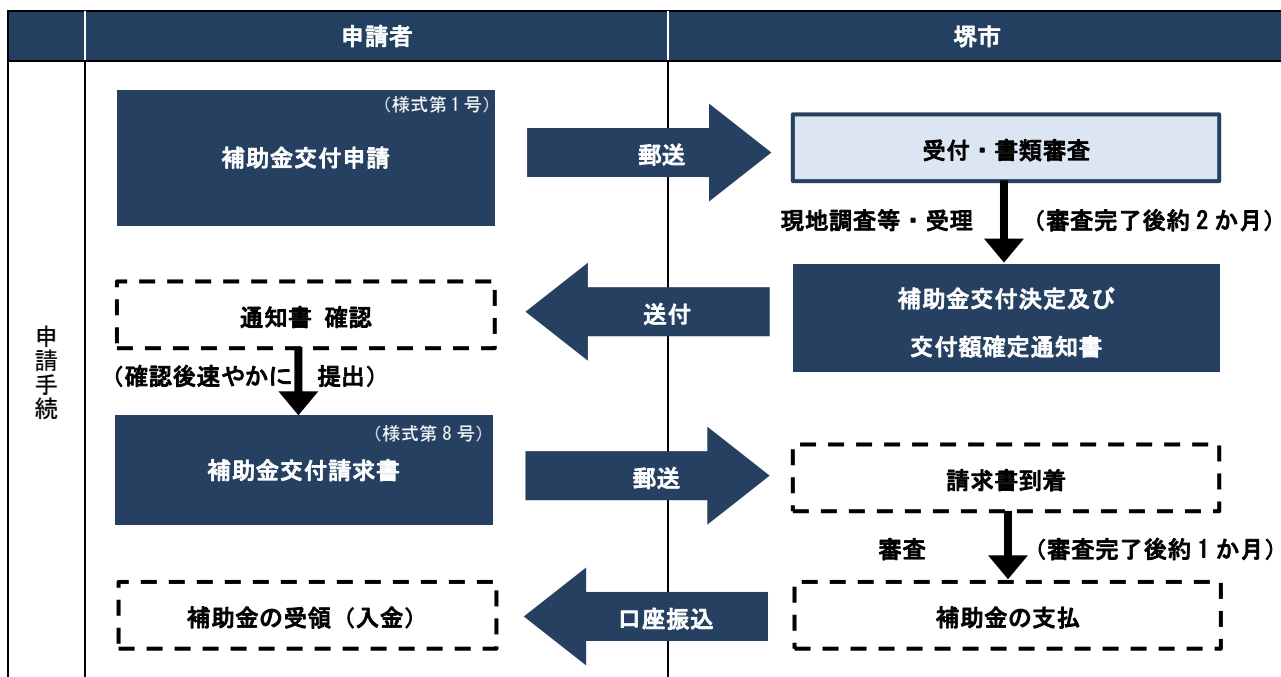 申請者
堺市
申請手続
(様式第1号)
補助金交付申請
郵送
受付・書類審査
現地調査等・受理
(審査完了後約2か月)
補助金交付決定及び
交付額確定通知書
送付
通知書 確認
(確認後速やかに 提出)
(様式第8号)
補助金交付請求書
郵送
請求書到着
審査
(審査完了後約1か月)
補助金の支払
口座振込
補助金の受領（入金）